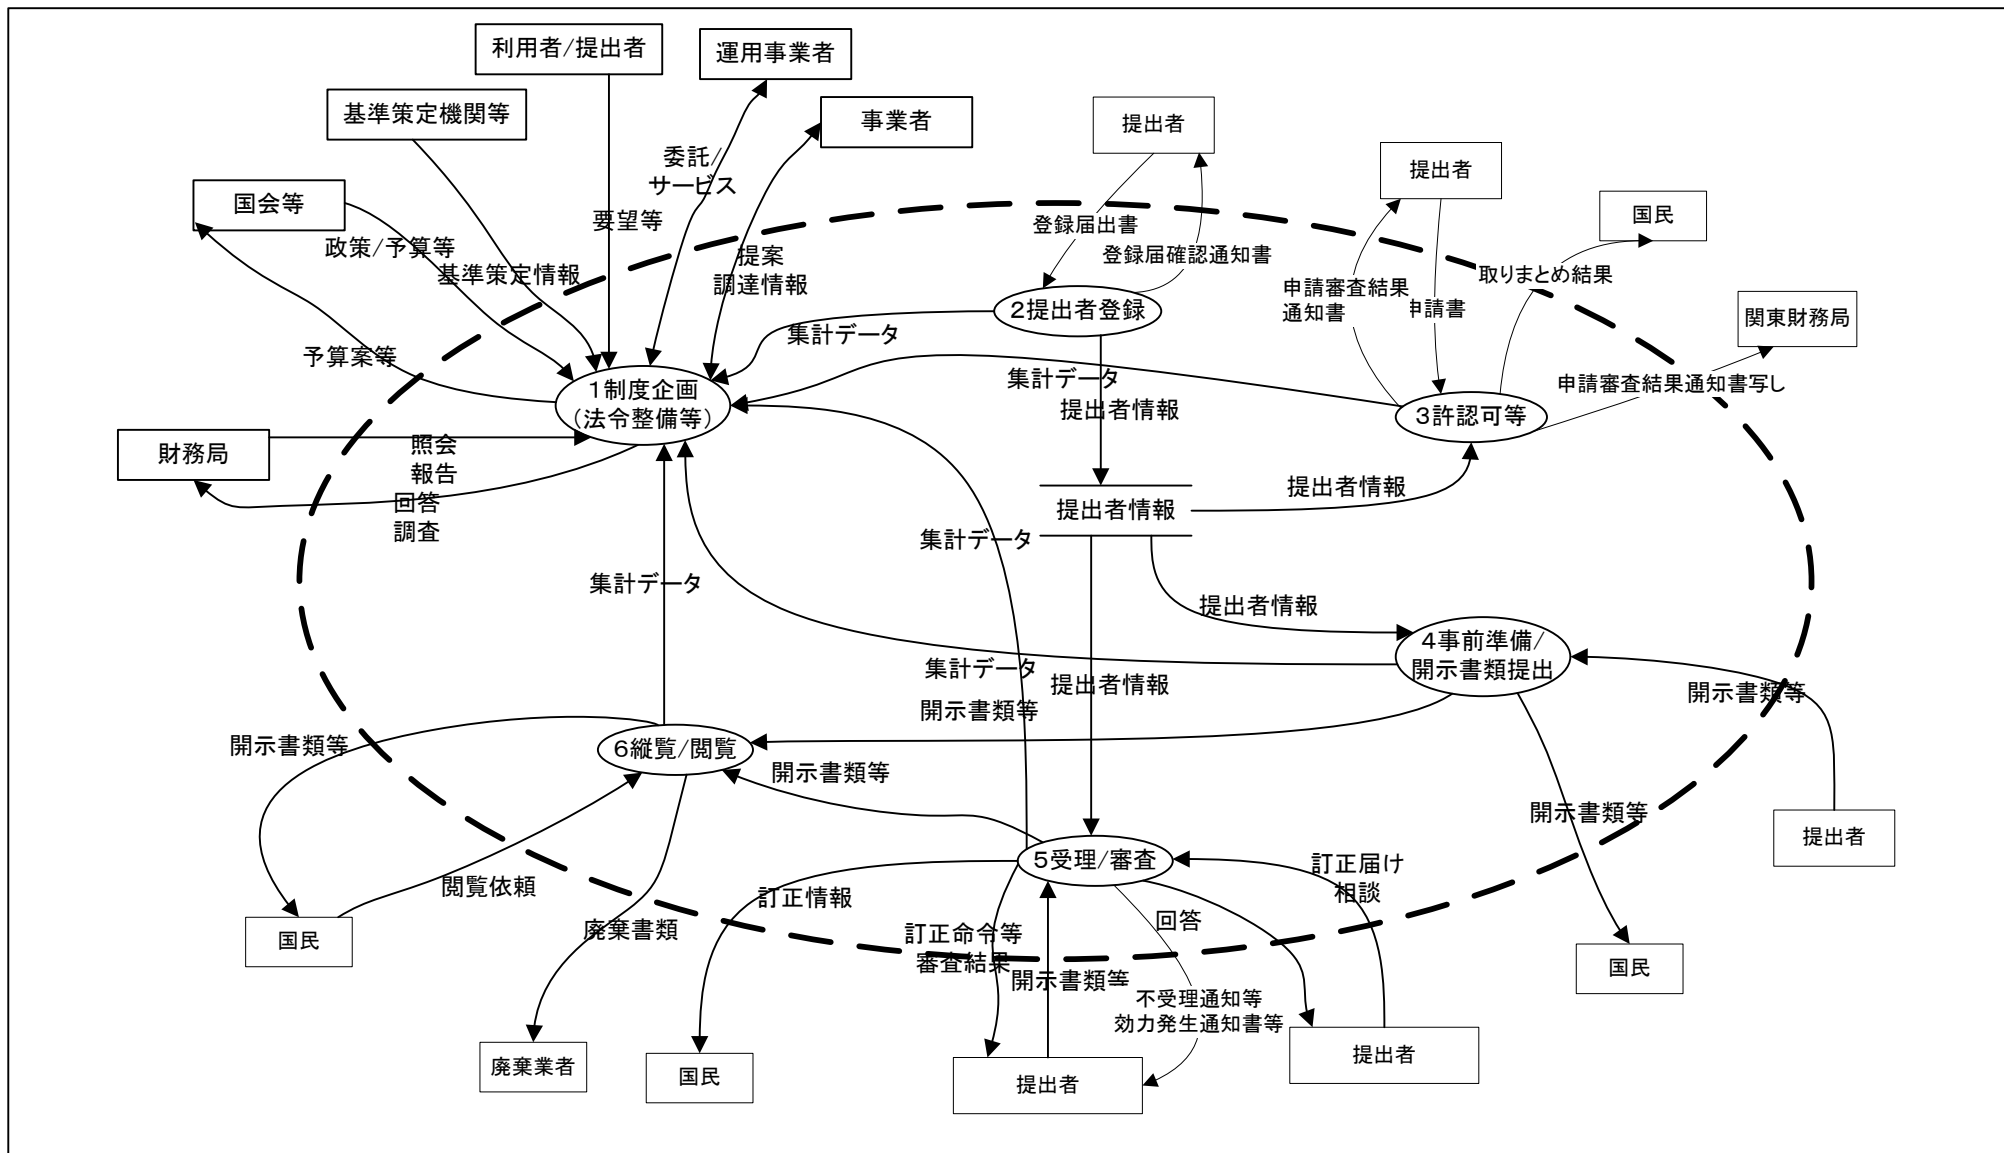 利用者/提出者
運用事業者
基準策定機関等
事業者
提出者
提出者
国民
国会等
委託/
サービス
要望等
政策/予算等
基準策定情報
提案
調達情報
登録届出書
登録届確認通知書
申請審査結果
通知書
申請書
取りまとめ結果
関東財務局
2提出者登録
集計データ
予算案等
1制度企画
(法令整備等)
集計データ
提出者情報
申請審査結果通知書写し
3許認可等
財務局
照会
報告
回答
調査
提出者情報
提出者情報
集計データ
集計データ
提出者情報
4事前準備/
開示書類提出
集計データ
提出者情報
開示書類等
開示書類等
開示書類等
6縦覧/閲覧
開示書類等
開示書類等
提出者
5受理/審査
訂正届け
相談
閲覧依頼
訂正情報
回答
廃棄書類
訂正命令等
審査結果
開示書類等
不受理通知等
効力発生通知書等
国民
国民
廃棄業者
国民
提出者
提出者